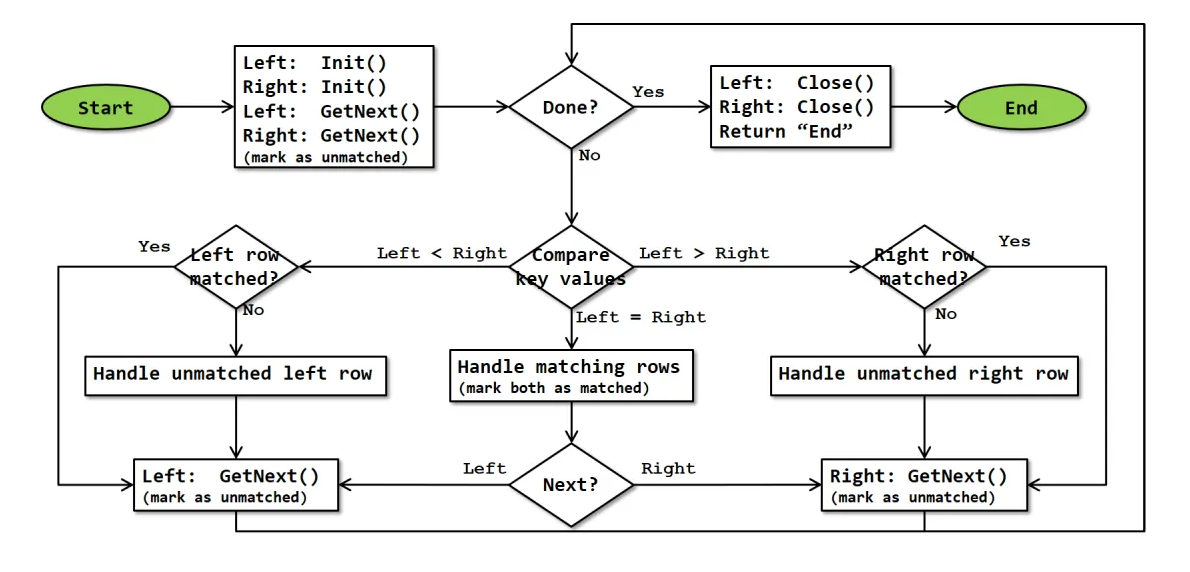 Start
Left:  Init()
Right: Init()
Left:  GetNext()
Right: GetNext()
(mark as unmatched)
Done?
Yes
Left:  Close()
Right: Close()
Return “End”
End
No
Yes
Left row
matched?
Left < Right
Compare
key values
Left > Right
Right row
matched?
Yes
No
Left = Right
No
Handle unmatched left row
Handle matching rows
(mark both as matched)
Handle unmatched right row
Left:  GetNext()
(mark as unmatched)
Left
Next?
Right
Right: GetNext()
(mark as unmatched)